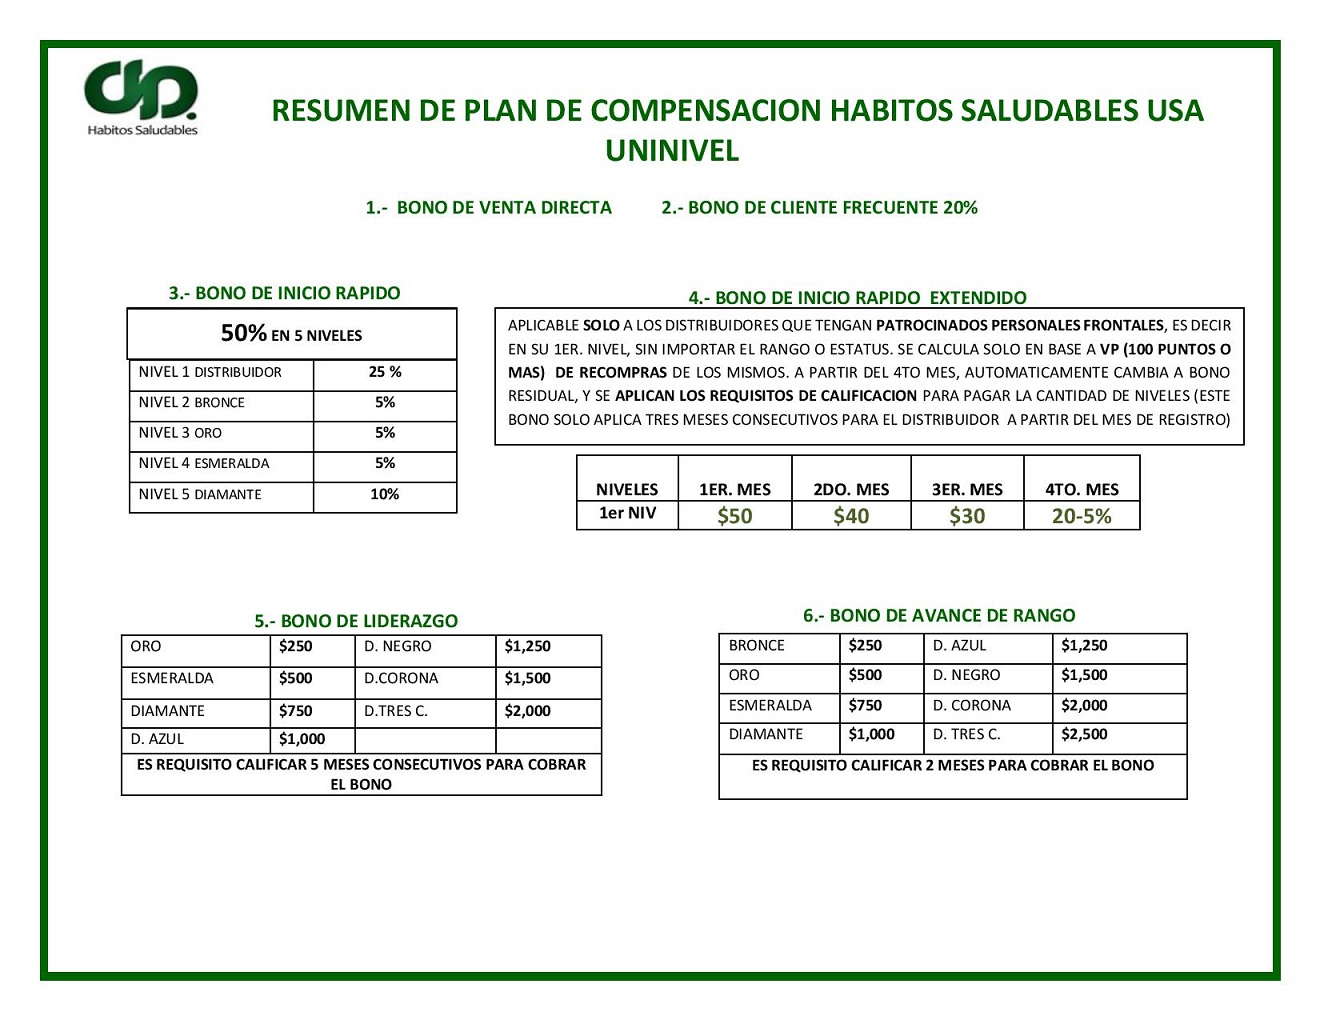 Habitos Saludables
RESUMEN DE PLAN DE COMPENSACION HABITOS SALUDABLES USA
UNINIVEL
1.- BONO DE VENTA DIRECTA 2.- BONO DE CLIENTE FRECUENTE 20%
3.- BONO DE INICIO RAPIDO
50% EN 5 NIVELES
NIVEL 1 DISTRIBUIDOR 25 %
NIVEL 2 BRONCE 5%
NIVEL 3 ORO 5%
NIVEL 4 ESMERALDA 5%
NIVEL 5 DIAMANTE 10%
4.- BONO DE INICIO RAPIDO EXTENDIDO
APLICABLE SOLO A LOS DISTRIBUIDORES QUE TENGAN PATROCINADOS PERSONALES FRONTALES, ES DECIR
EN SU 1ER. NIVEL, SIN IMPORTAR EL RANGO O ESTATUS. SE CALCULA SOLO EN BASE A VP (100 PUNTOS O
MAS) DE RECOMPRAS DE LOS MISMOS. A PARTIR DEL 4TO MES, AUTOMATICAMENTE CAMBIA A BONO
RESIDUAL, Y SE APLICAN LOS REQUISITOS DE CALIFICACION PARA PAGAR LA CANTIDAD DE NIVELES (ESTE
BONO SOLO APLICA TRES MESES CONSECUTIVOS PARA EL DISTRIBUIDOR A PARTIR DEL MES DE REGISTRO)
NIVELES 1ER. MES 2DO. MES 3ER. MES 4TO. MES
1er NIV $50 $40 $30 20-5%
5.- BONO DE LIDERAZGO
ORO $250 D. NEGRO $1,250
ESMERALDA $500 D.CORONA $1,500
DIAMANTE $750 D.TRES C. $2,000
D. AZUL $1,000
ES REQUISITO CALIFICAR 5 MESES CONSECUTIVOS PARA COBRAR
EL BONO
6.- BONO DE AVANCE DE RANGO
BRONCE $250 D. AZUL $1,250
ORO $500 D. NEGRO $1,500
ESMERALDA $750 D. CORONA $2,000
DIAMANTE $1,000 D. TRES C. $2,500
ES REQUISITO CALIFICAR 2 MESES PARA COBRAR EL BONO